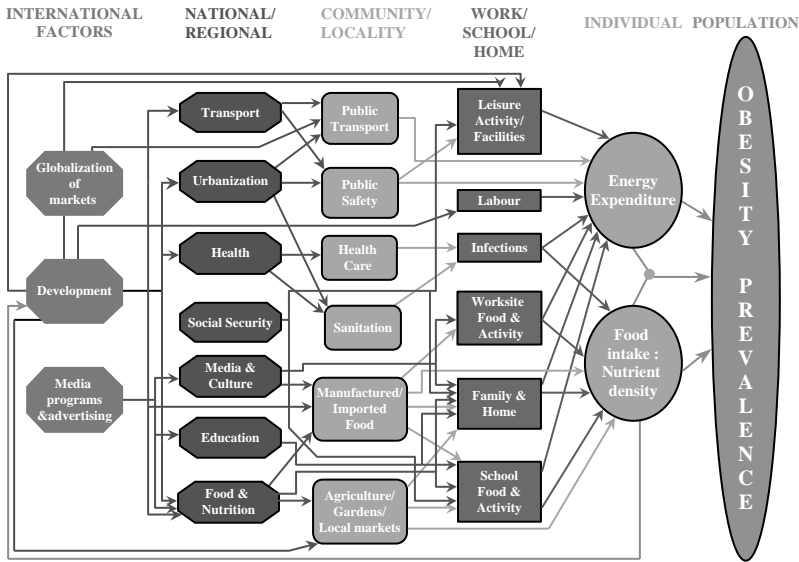 INTERNATIONAL
FACTORS
NATIONAL/
REGIONAL
COMMUNITY/
LOCALITY
WORK/
SCHOOL/
HOME
INDIVIDUAL
POPULATION
Globalization
of
markets
Development
Media
programs
&advertising
Transport
Urbanization
Health
Social Security
Media &
Culture
Education
Food &
Nutrition
Public
Transport
Public
Safety
Health
Care
Sanitation
Manufactured/
Imported
Food
Agriculture/
Gardens/
Local markets
Leisure
Activity/
Facilities
Labour
Infections
Worksite
Food &
Activity
Family &
Home
School
Food &
Activity
Energy
Expenditure
Food
intake :
Nutrient
density
OBESITY PREVALENCE